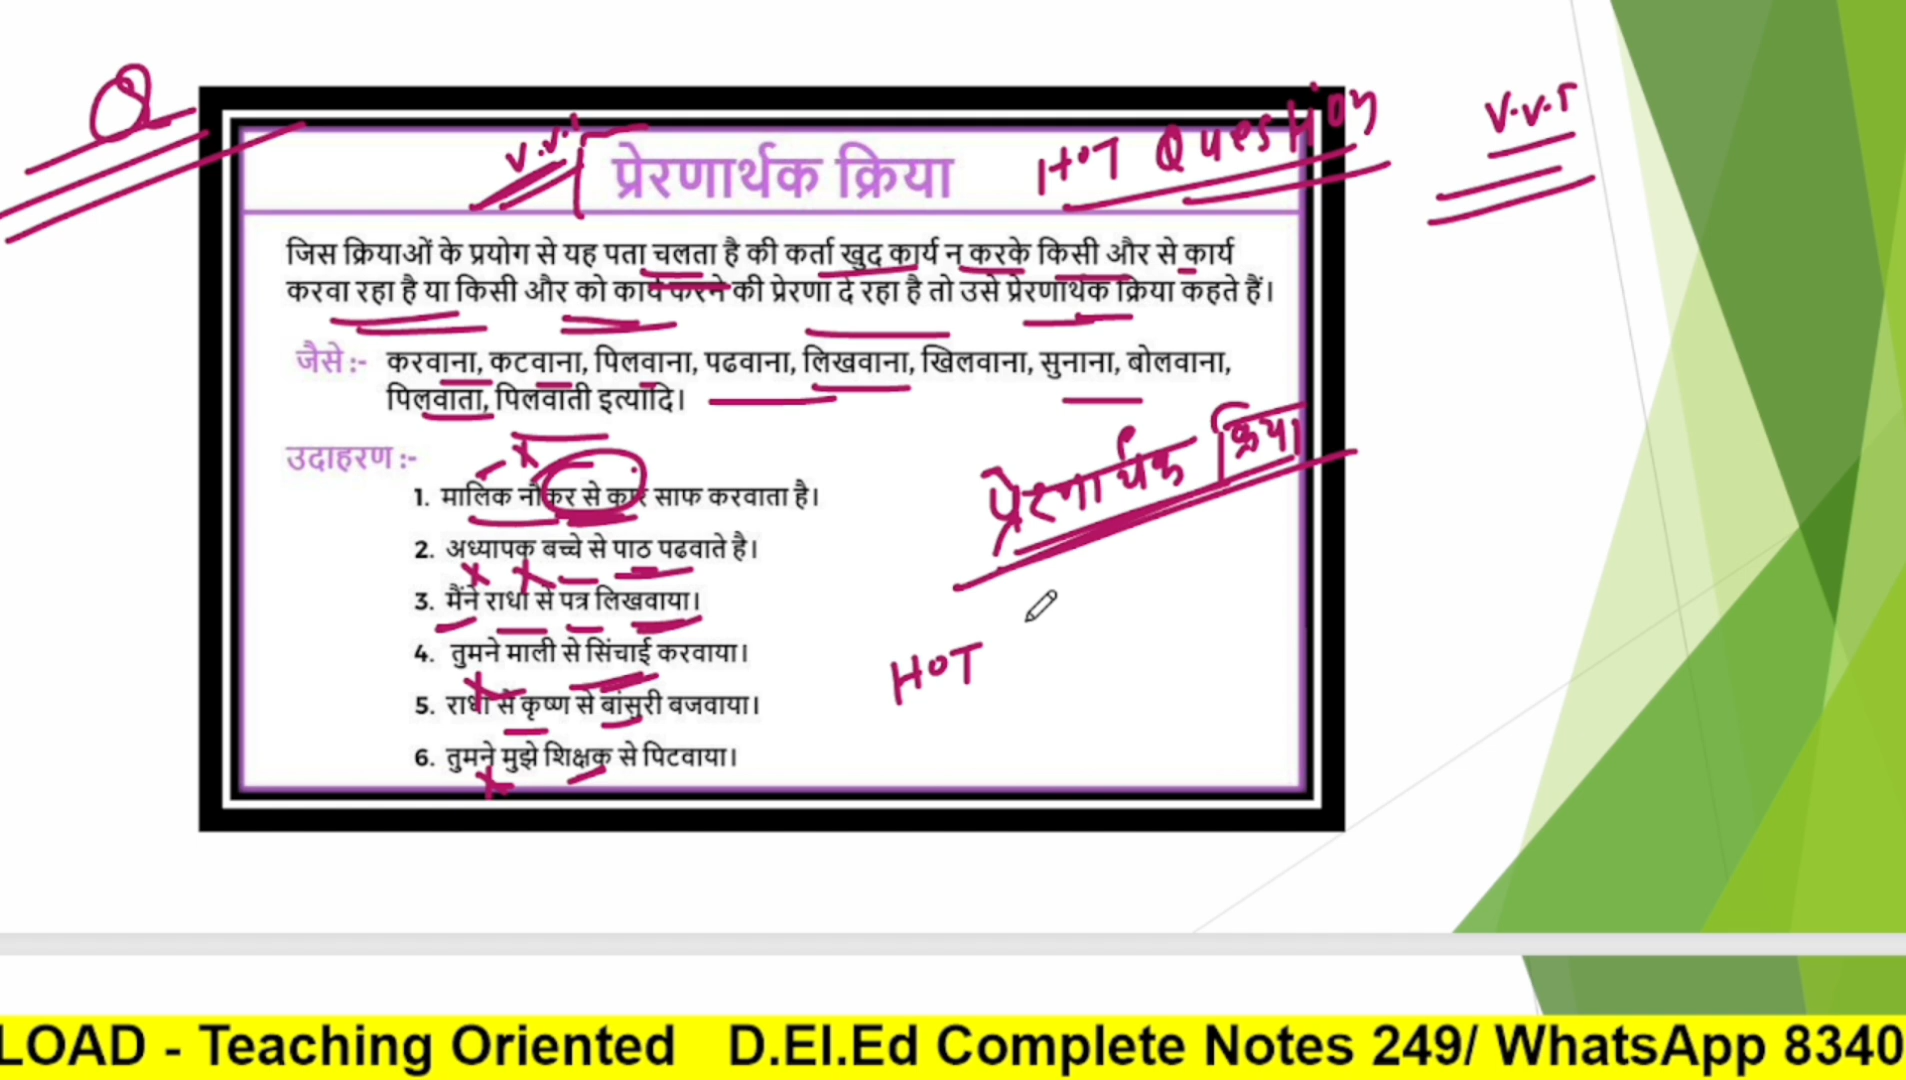 Q
V.V.I
प्रेरणार्थक क्रिया
HOT Question
V.V.I
जिस क्रियाओं के प्रयोग से यह पता चलता है की कर्ता खुद कार्य न करके किसी और से कार्य
करवा रहा है या किसी और को कार्य करने की प्रेरणा दे रहा है तो उसे प्रेरणार्थक क्रिया कहते हैं।
जैसे :- करवाना, कटवाना, पिलवाना, पढवाना, लिखवाना, खिलवाना, सुनाना, बोलवाना,
पिलवाता, पिलवाती इत्यादि।
उदाहरण :-
1. मालिक नौकर से कार साफ करवाता है।
2. अध्यापक बच्चे से पाठ पढवाते है।
3. मैंने राधा से पत्र लिखवाया।
4. तुमने माली से सिंचाई करवाया।
5. राधा से कृष्ण से बांसुरी बजवाया।
6. तुमने मुझे शिक्षक से पिटवाया।
प्रेरणार्थक क्रिया
HOT
LOAD - Teaching Oriented D.El.Ed Complete Notes 249/ WhatsApp 8340